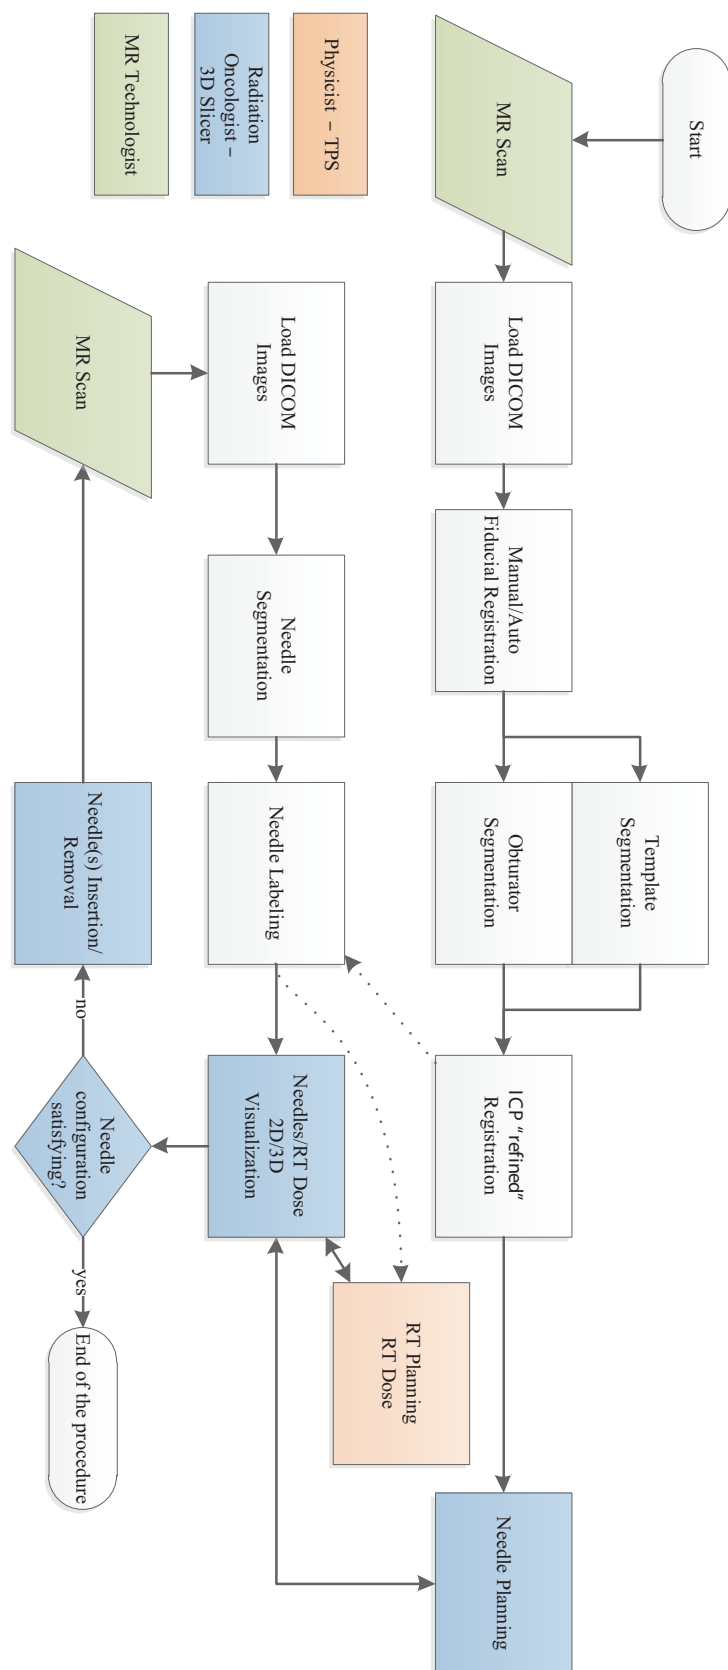 Start
MR Scan
Load DICOM
Images
Manual/Auto
Fiducial Registration
Template
Segmentation
Obturator
Segmentation
ICP “refined”
Registration
Needle Planning
RT Planning
RT Dose
Load DICOM
Images
Needle
Segmentation
Needle Labeling
Needles/RT Dose
2D/3D
Visualization
MR Scan
Needle(s) Insertion/
Removal
no
Needle
configuration
satisfying?
yes
End of the procedure
Physicist – TPS
Radiation
Oncologist –
3D Slicer
MR Technologist